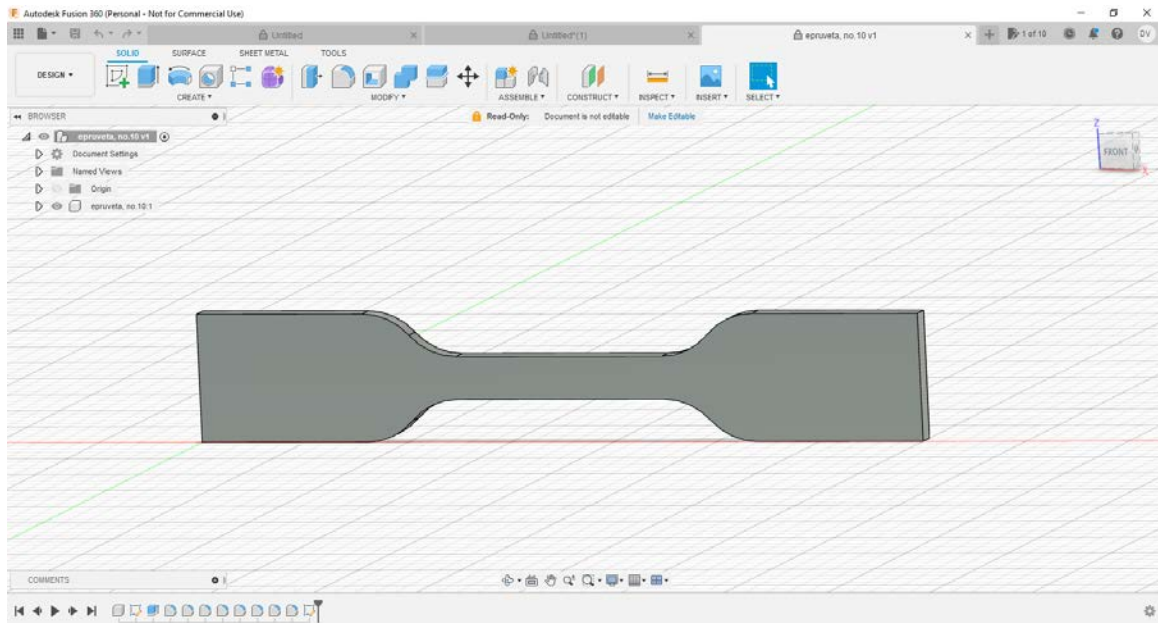 Autodesk Fusion 360 (Personal - Not for Commercial Use)
Untitled
Untitled*(1)
epruveta, no.10 v1
1 of 10
DV
SOLID SURFACE SHEET METAL TOOLS
DESIGN
CREATE MODIFY ASSEMBLE CONSTRUCT INSPECT INSERT SELECT
BROWSER
Read-Only: Document is not editable Make Editable
epruveta, no.10 v1
Document Settings
Named Views
Origin
epruveta, no.10:1
Z
FRONT
X
COMMENTS